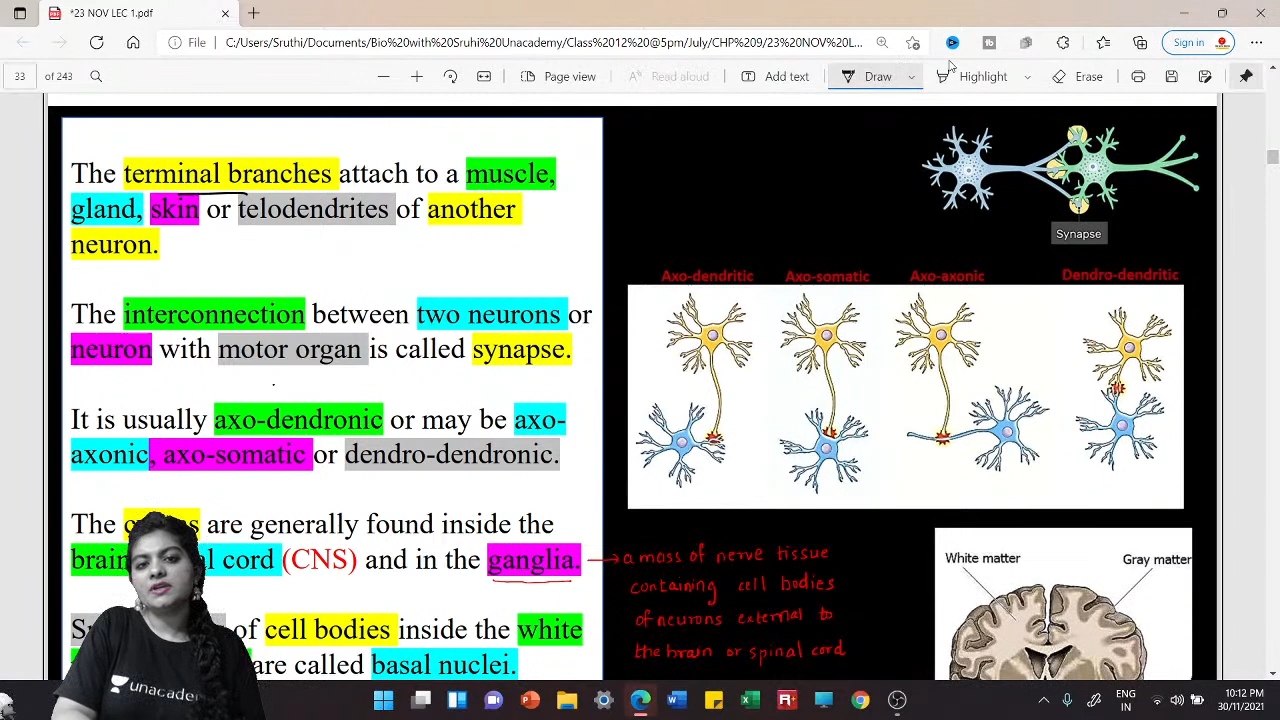 *23 NOV LEC 1.pdf
File
C:/Users/Sruthi/Documents/Bio%20with%20Sruhi%20UnAcademy/Class%2012%20@5pm/July/CHP%209/23%20NOV%20L...
Sign in
33 of 243
Page view
Read aloud
Add text
Draw
Highlight
Erase
The terminal branches attach to a muscle,
gland, skin or telodendrites of another
neuron.
The interconnection between two neurons or
neuron with motor organ is called synapse.
It is usually axo-dendronic or may be axo-
axonic, axo-somatic or dendro-dendronic.
The are generally found inside the
brain cord (CNS) and in the ganglia.
of cell bodies inside the white
are called basal nuclei.
Synapse
Axo-dendritic Axo-somatic Axo-axonic Dendro-dendritic
a mass of nerve tissue
containing cell bodies
of neurons external to
the brain or spinal cord
White matter
Gray matter
unacademy
ENG
IN
10:12 PM
30/11/2021